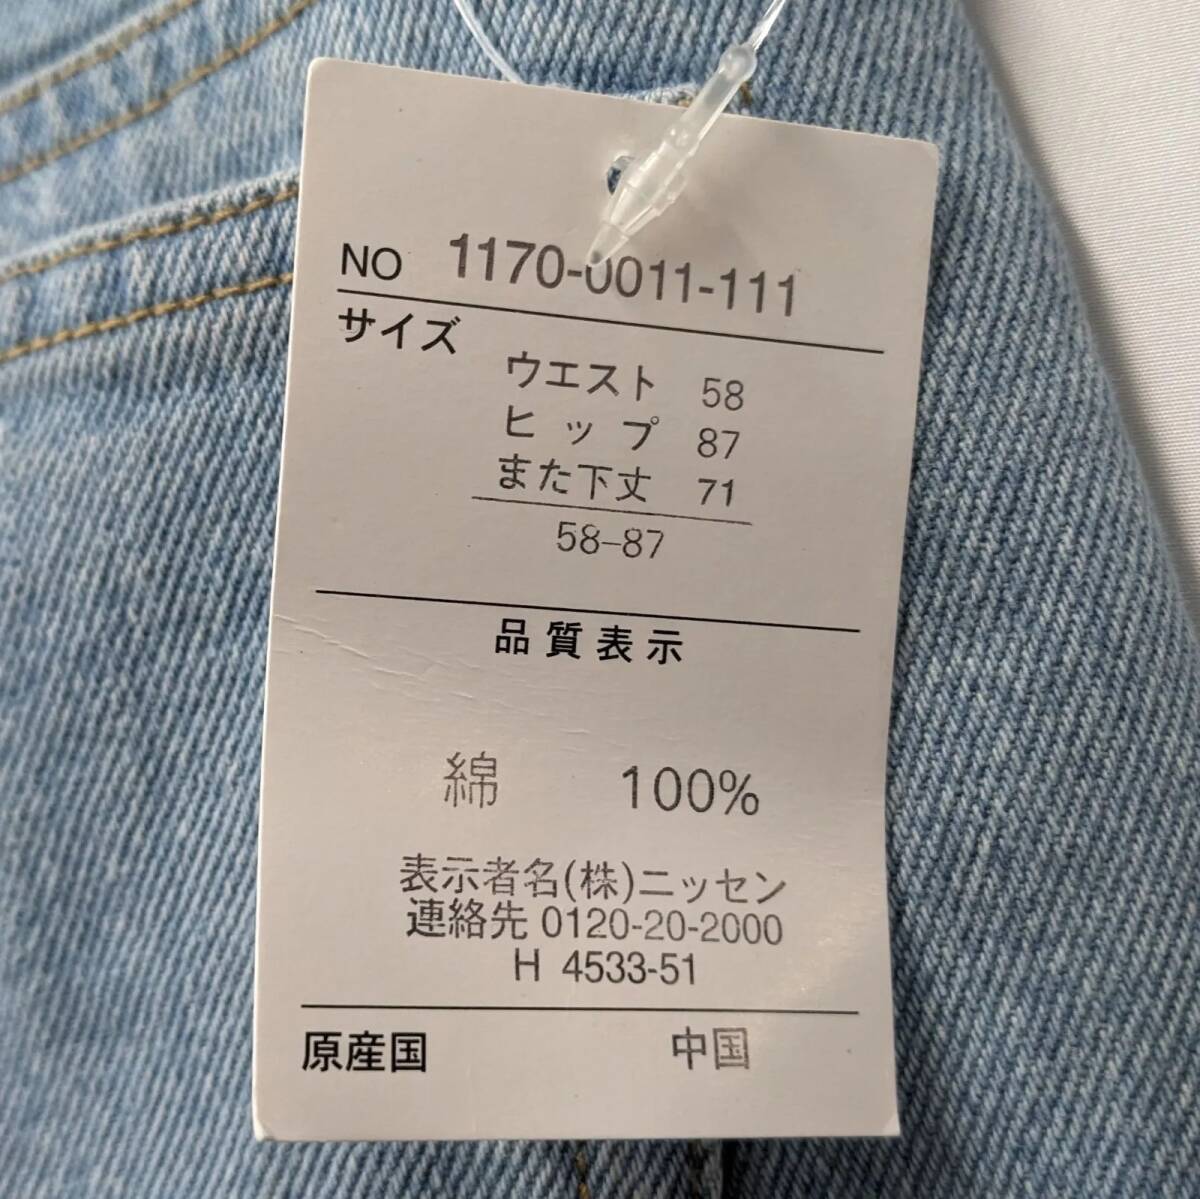 NO 1170-0011-111
サイズ
ウエスト 58
ヒップ 87
また下丈 71
58-87
品質表示
綿 100%
表示者名(株)ニッセン
連絡先 0120-20-2000
H 4533-51
原産国 中国